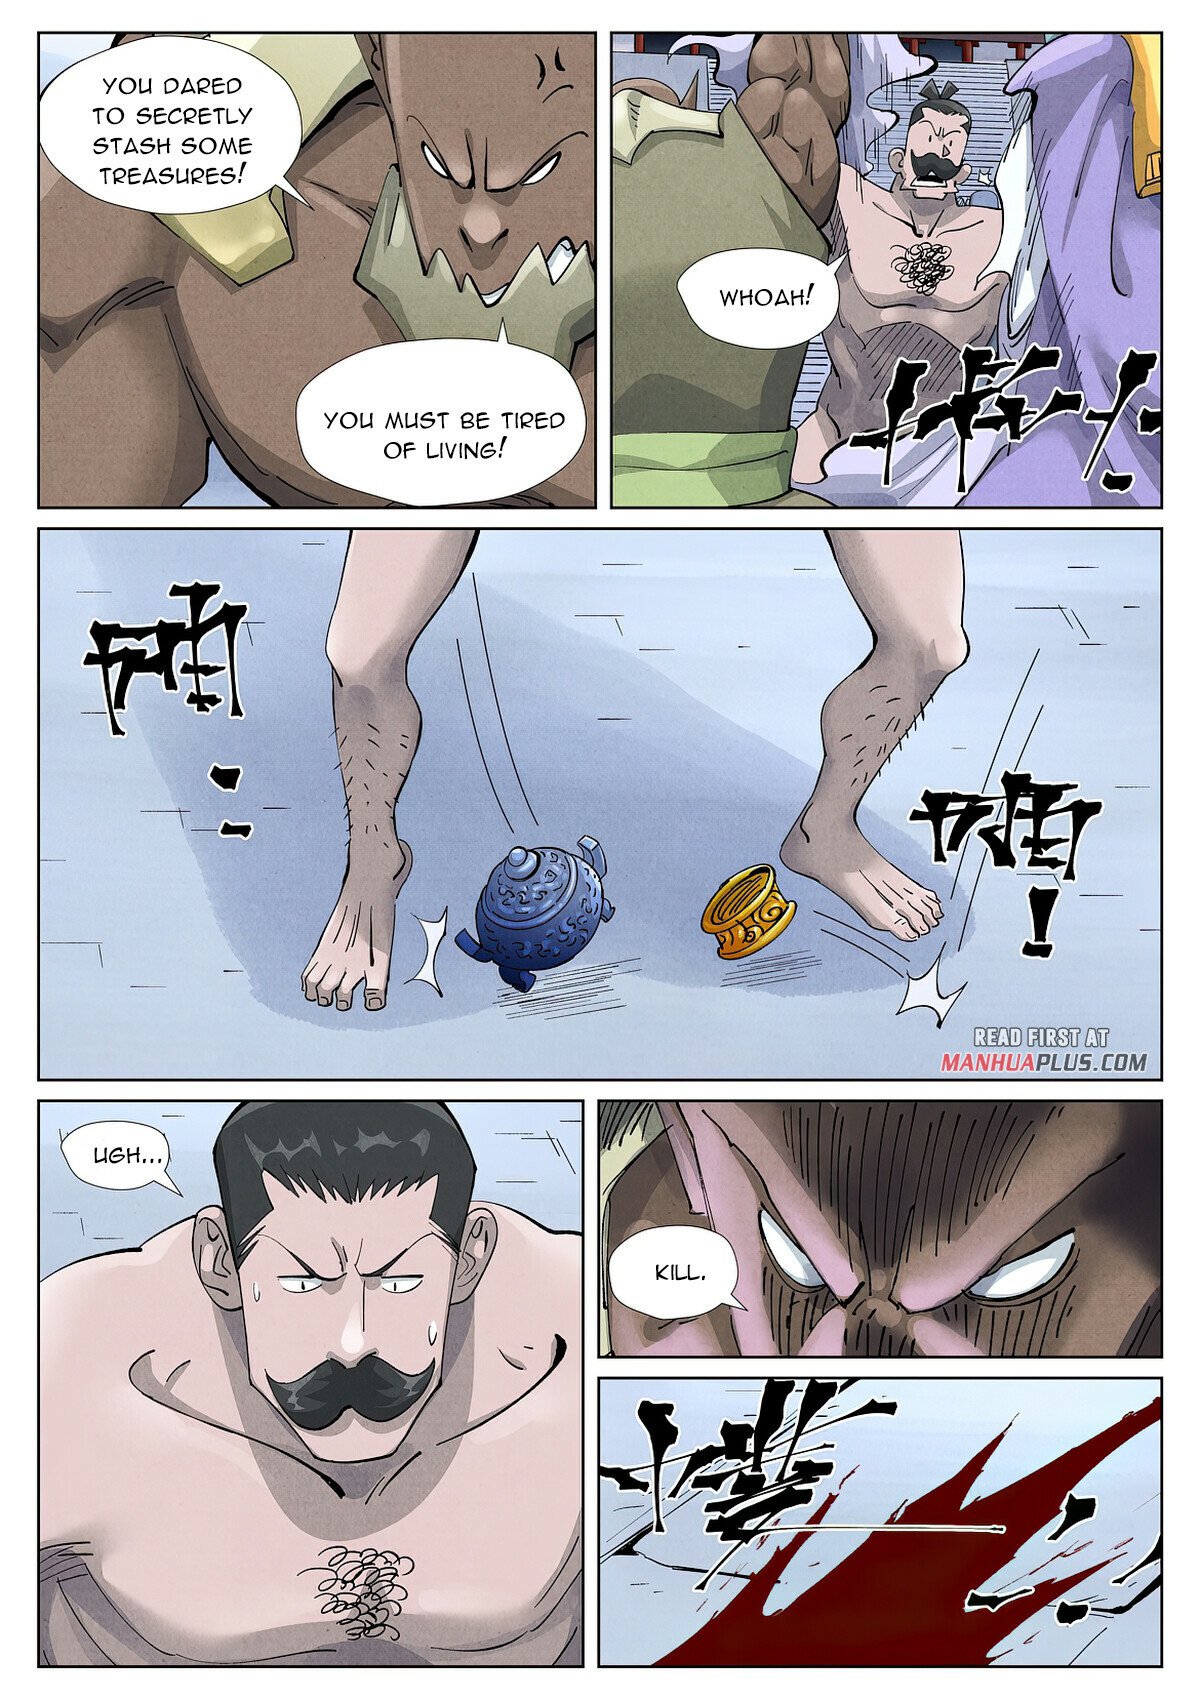 YOU DARED
TO SECRETLY
STASH SOME
TREASURES!
YOU MUST BE TIRED
OF LIVING!
WHOAH!
READ FIRST AT
MANHUAPLUS.COM
UGH...
KILL.